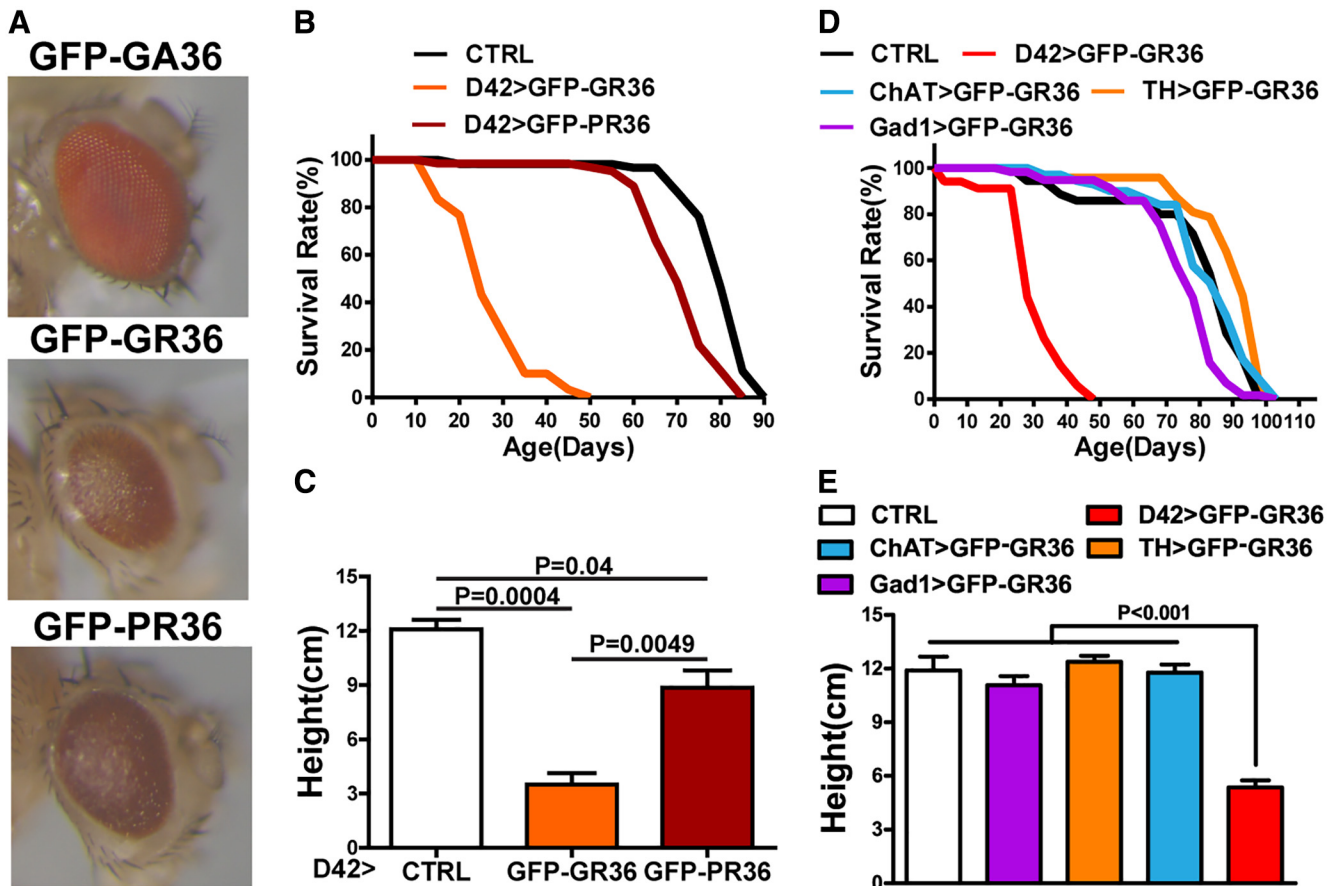 A
GFP-GA36
GFP-GR36
GFP-PR36
B
CTRL
D42>GFP-GR36
D42>GFP-PR36
Survival Rate(%)
100
80
60
40
20
0
0 10 20 30 40 50 60 70 80 90
Age(Days)
C
Height(cm)
15
12
9
6
3
0
P=0.04
P=0.0004
P=0.0049
D42> CTRL GFP-GR36 GFP-PR36
D
CTRL D42>GFP-GR36
ChAT>GFP-GR36 TH>GFP-GR36
Gad1>GFP-GR36
Survival Rate(%)
100
80
60
40
20
0
0 10 20 30 40 50 60 70 80 90 100 110
Age(Days)
E
CTRL D42>GFP-GR36
ChAT>GFP-GR36 TH>GFP-GR36
Gad1>GFP-GR36
Height(cm)
15
12
9
6
3
0
P<0.001